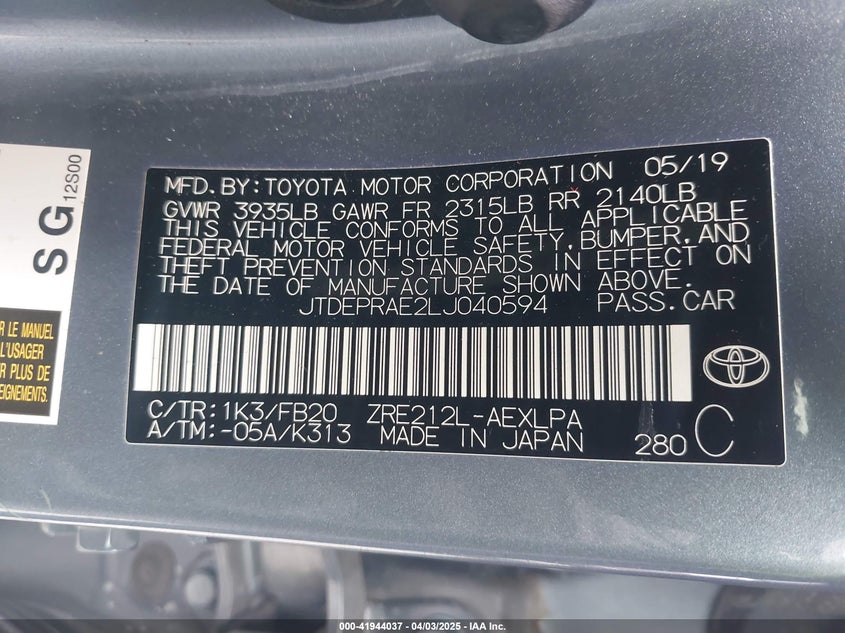 MFD.BY:TOYOTA MOTOR CORPORATION 05/19
GVWR 3935LB GAWR FR 2315LB RR 2140LB
THIS VEHICLE CONFORMS TO ALL APPLICABLE
FEDERAL MOTOR VEHICLE SAFETY,BUMPER,AND
THEFT PREVENTION STANDARDS IN EFFECT ON
THE DATE OF MANUFACTURE SHOWN ABOVE.
JTDEPRAE2LJ040594 PASS.CAR
C/TR:1K3/FB20 ZRE212L-AEXLPA
A/TM:-05A/K313 MADE IN JAPAN 280 C
SG
12S00
R LE MANUEL
L'USAGER
R PLUS DE
EIGNEMENTS.
000-41944037 - 04/03/2025 - IAA Inc.